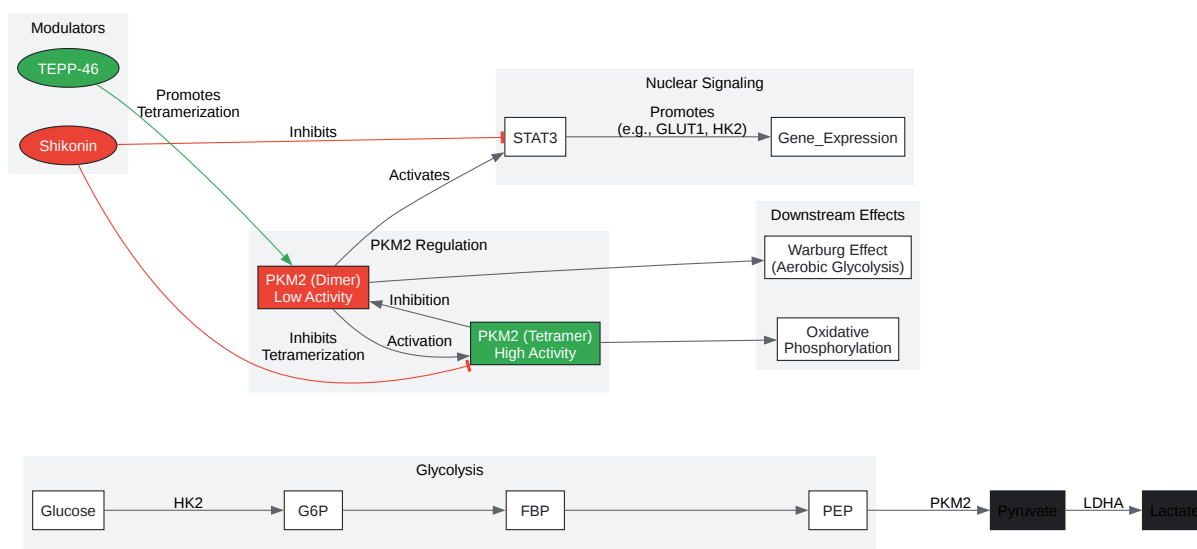 Modulators
TEPP-46
Promotes
Tetramerization
Shikonin
Inhibits
Nuclear Signaling
STAT3
Promotes
(e.g., GLUT1, HK2)
Gene_Expression
Activates
Downstream Effects
Warburg Effect
(Aerobic Glycolysis)
Oxidative
Phosphorylation
PKM2 Regulation
PKM2 (Dimer)
Low Activity
Inhibition
Activation
Inhibits
Tetramerization
PKM2 (Tetramer)
High Activity
Glycolysis
Glucose
HK2
G6P
FBP
PEP
PKM2
Pyruvate
LDHA
Lactate